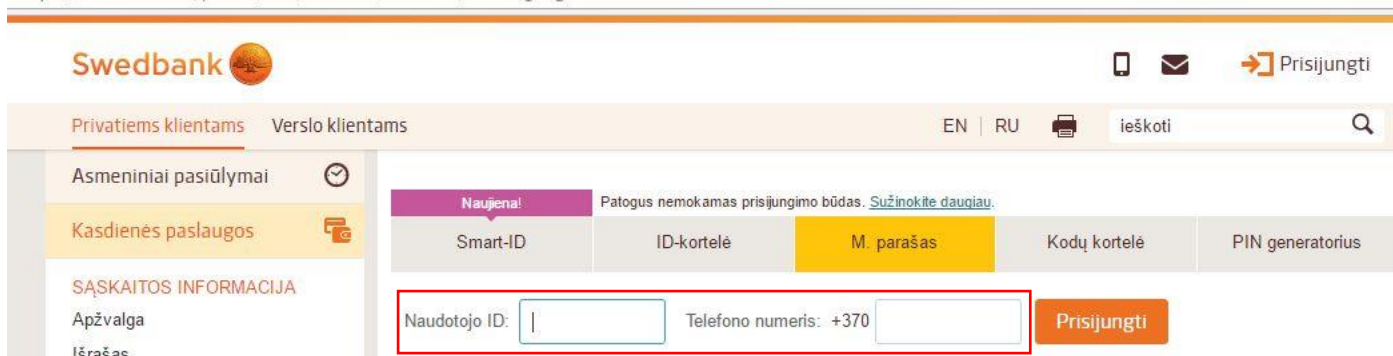 Swedbank
Prisijungti
Privatiems klientams Verslo klientams EN | RU ieškoti
Asmeniniai pasiūlymai
Kasdienės paslaugos
SĄSKAITOS INFORMACIJA
Apžvalga
Išrašas
Naujiena! Patogus nemokamas prisijungimo būdas. Sužinokite daugiau.
Smart-ID ID-kortelė M. parašas Kodų kortelė PIN generatorius
Naudotojo ID: Telefono numeris: +370 Prisijungti